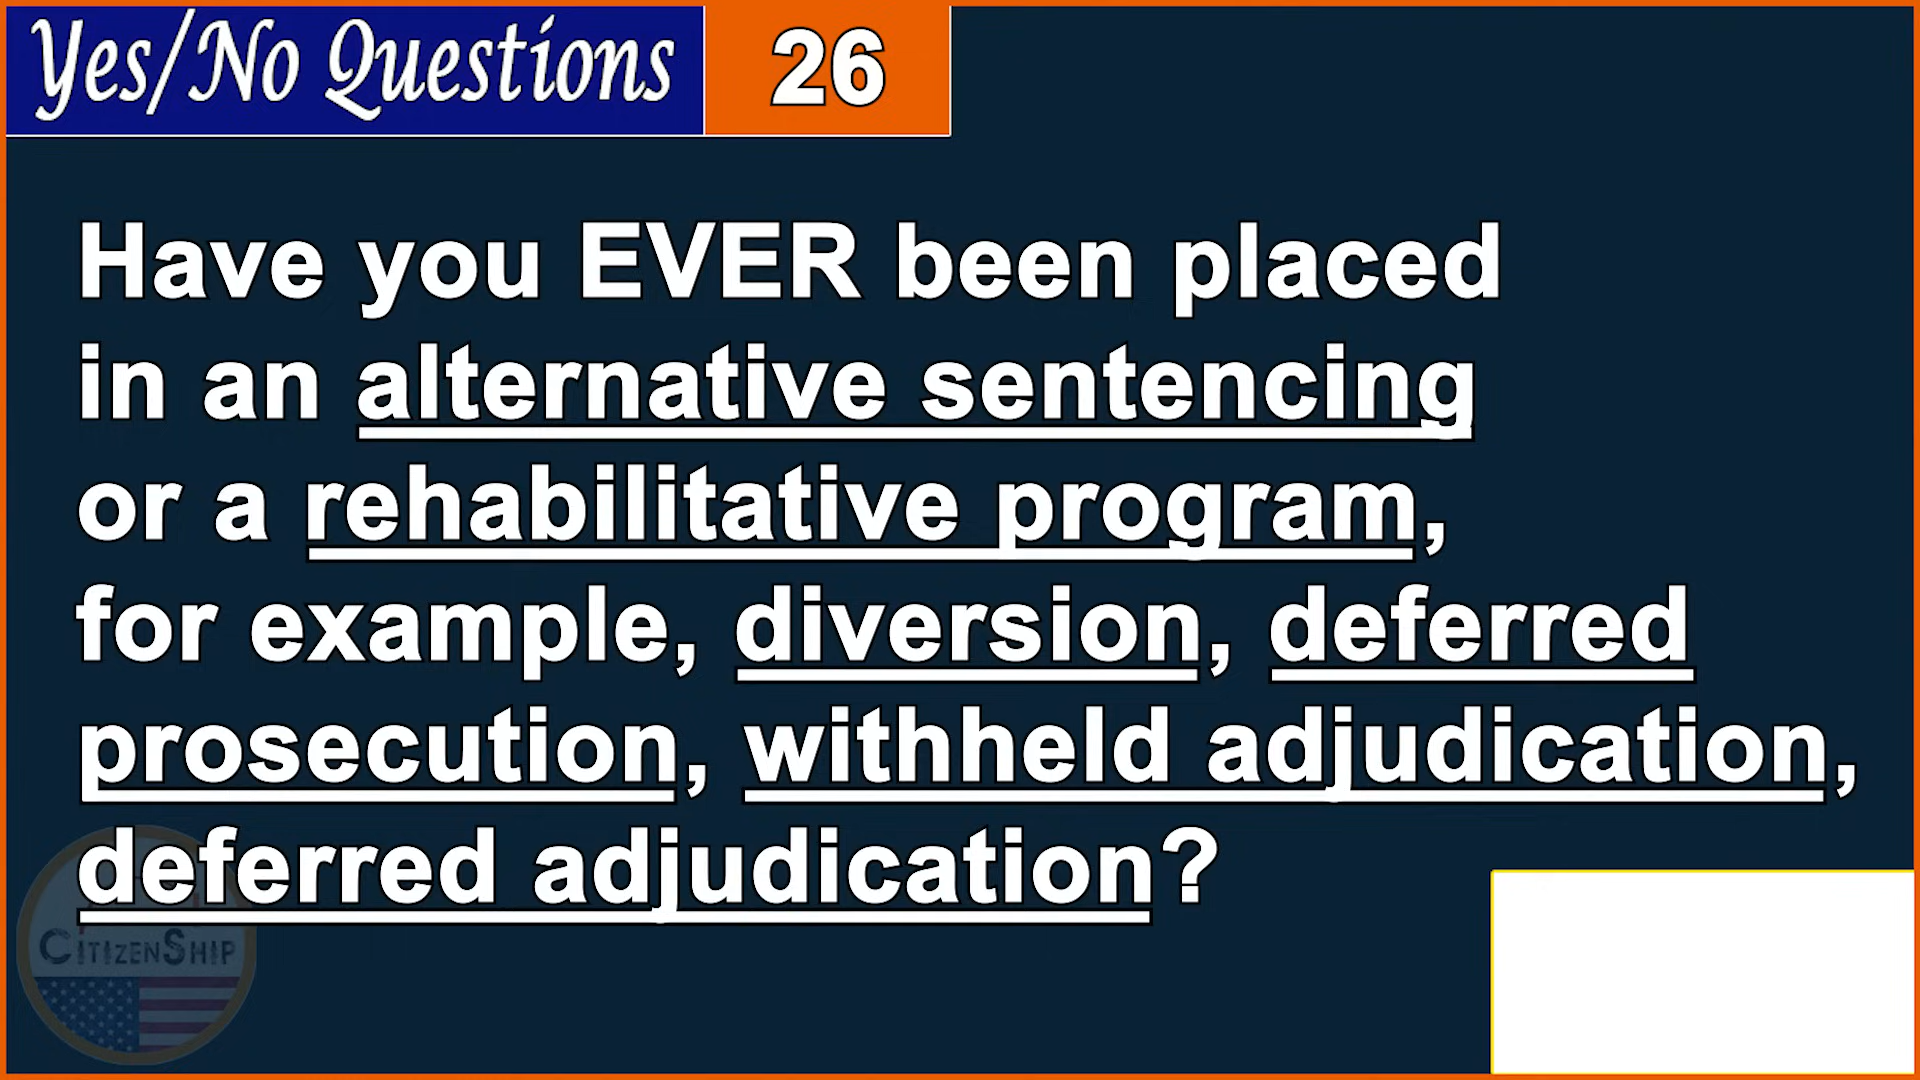 Yes/No Questions 26
Have you EVER been placed
in an alternative sentencing
or a rehabilitative program,
for example, diversion, deferred
prosecution, withheld adjudication,
deferred adjudication?
CITIZENSHIP